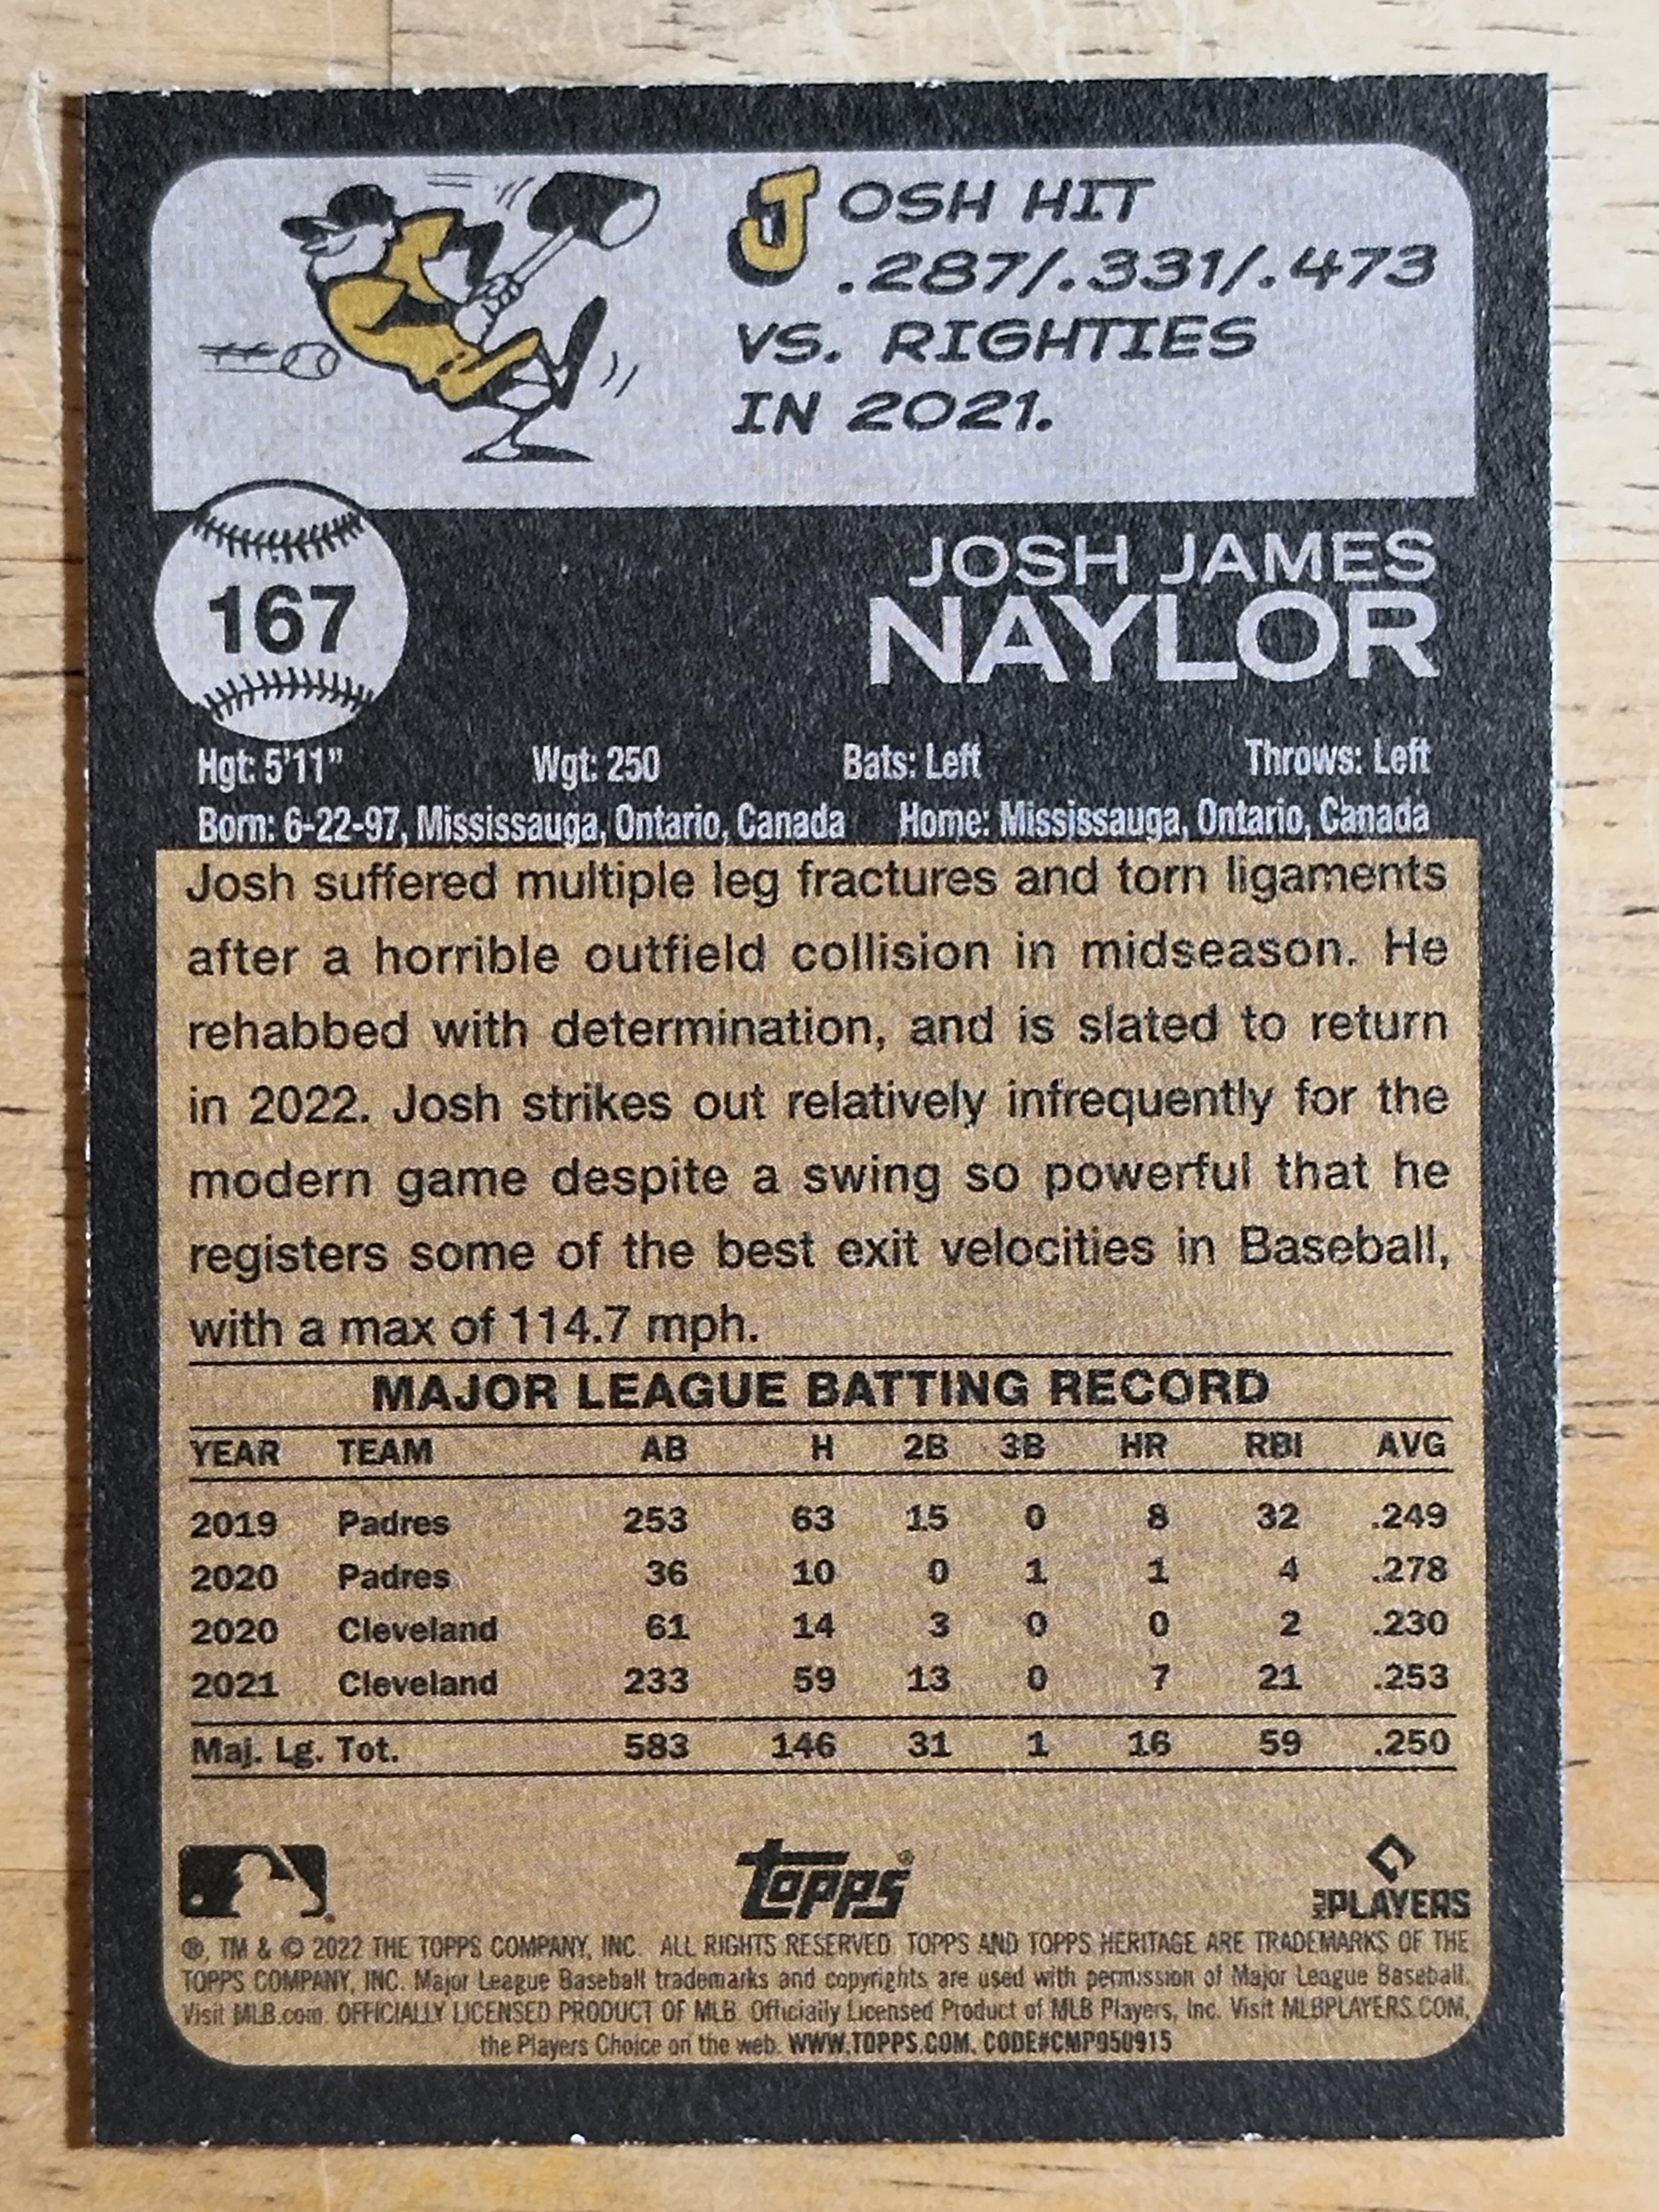 JOSH HIT
.287/.331/.473
VS. RIGHTIES
IN 2021.
167
JOSH JAMES
NAYLOR
Hgt: 5'11" Wgt: 250 Bats: Left Throws: Left
Born: 6-22-97, Mississauga, Ontario, Canada Home: Mississauga, Ontario, Canada
Josh suffered multiple leg fractures and torn ligaments
after a horrible outfield collision in midseason. He
rehabbed with determination, and is slated to return
in 2022. Josh strikes out relatively infrequently for the
modern game despite a swing so powerful that he
registers some of the best exit velocities in Baseball,
with a max of 114.7 mph.
MAJOR LEAGUE BATTING RECORD
YEAR TEAM AB H 2B 3B HR RBI AVG
2019 Padres 253 63 15 0 8 32 .249
2020 Padres 36 10 0 1 1 4 .278
2020 Cleveland 61 14 3 0 0 2 .230
2021 Cleveland 233 59 13 0 7 21 .253
Maj. Lg. Tot. 583 146 31 1 16 59 .250
topps®
MLB PLAYERS
®, TM & © 2022 THE TOPPS COMPANY, INC. ALL RIGHTS RESERVED. TOPPS AND TOPPS HERITAGE ARE TRADEMARKS OF THE
TOPPS COMPANY, INC. Major League Baseball trademarks and copyrights are used with permission of Major League Baseball.
Visit MLB.com. OFFICIALLY LICENSED PRODUCT OF MLB. Officially Licensed Product of MLB Players, Inc. Visit MLBPLAYERS.COM,
the Players Choice on the web. WWW.TOPPS.COM. CODE#CMP050915